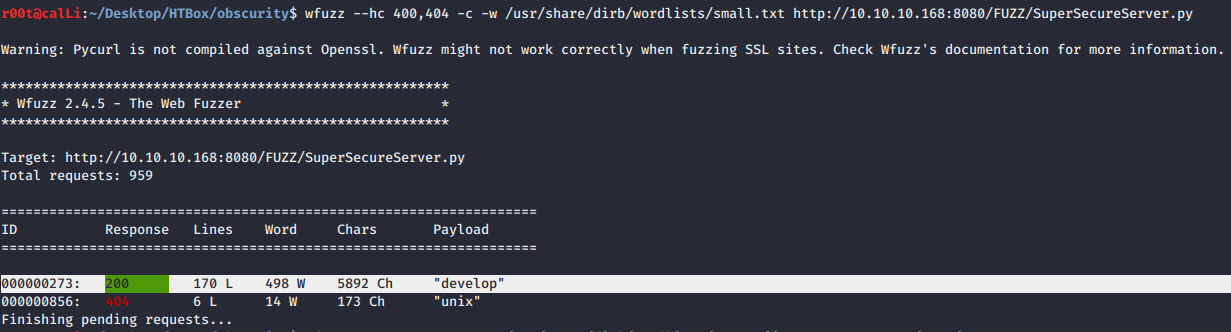 r00t@calLi:~/Desktop/HTBox/obscurity$ wfuzz --hc 400,404 -c -w /usr/share/dirb/wordlists/small.txt http://10.10.10.168:8080/FUZZ/SuperSecureServer.py
Warning: Pycurl is not compiled against Openssl. Wfuzz might not work correctly when fuzzing SSL sites. Check Wfuzz's documentation for more information.
********************************************************
* Wfuzz 2.4.5 - The Web Fuzzer                         *
********************************************************
Target: http://10.10.10.168:8080/FUZZ/SuperSecureServer.py
Total requests: 959
===================================================================
ID           Response   Lines    Word     Chars       Payload
===================================================================
000000273:   200        170 L    498 W    5892 Ch     "develop"
000000856:   404        6 L      14 W     173 Ch      "unix"
Finishing pending requests...